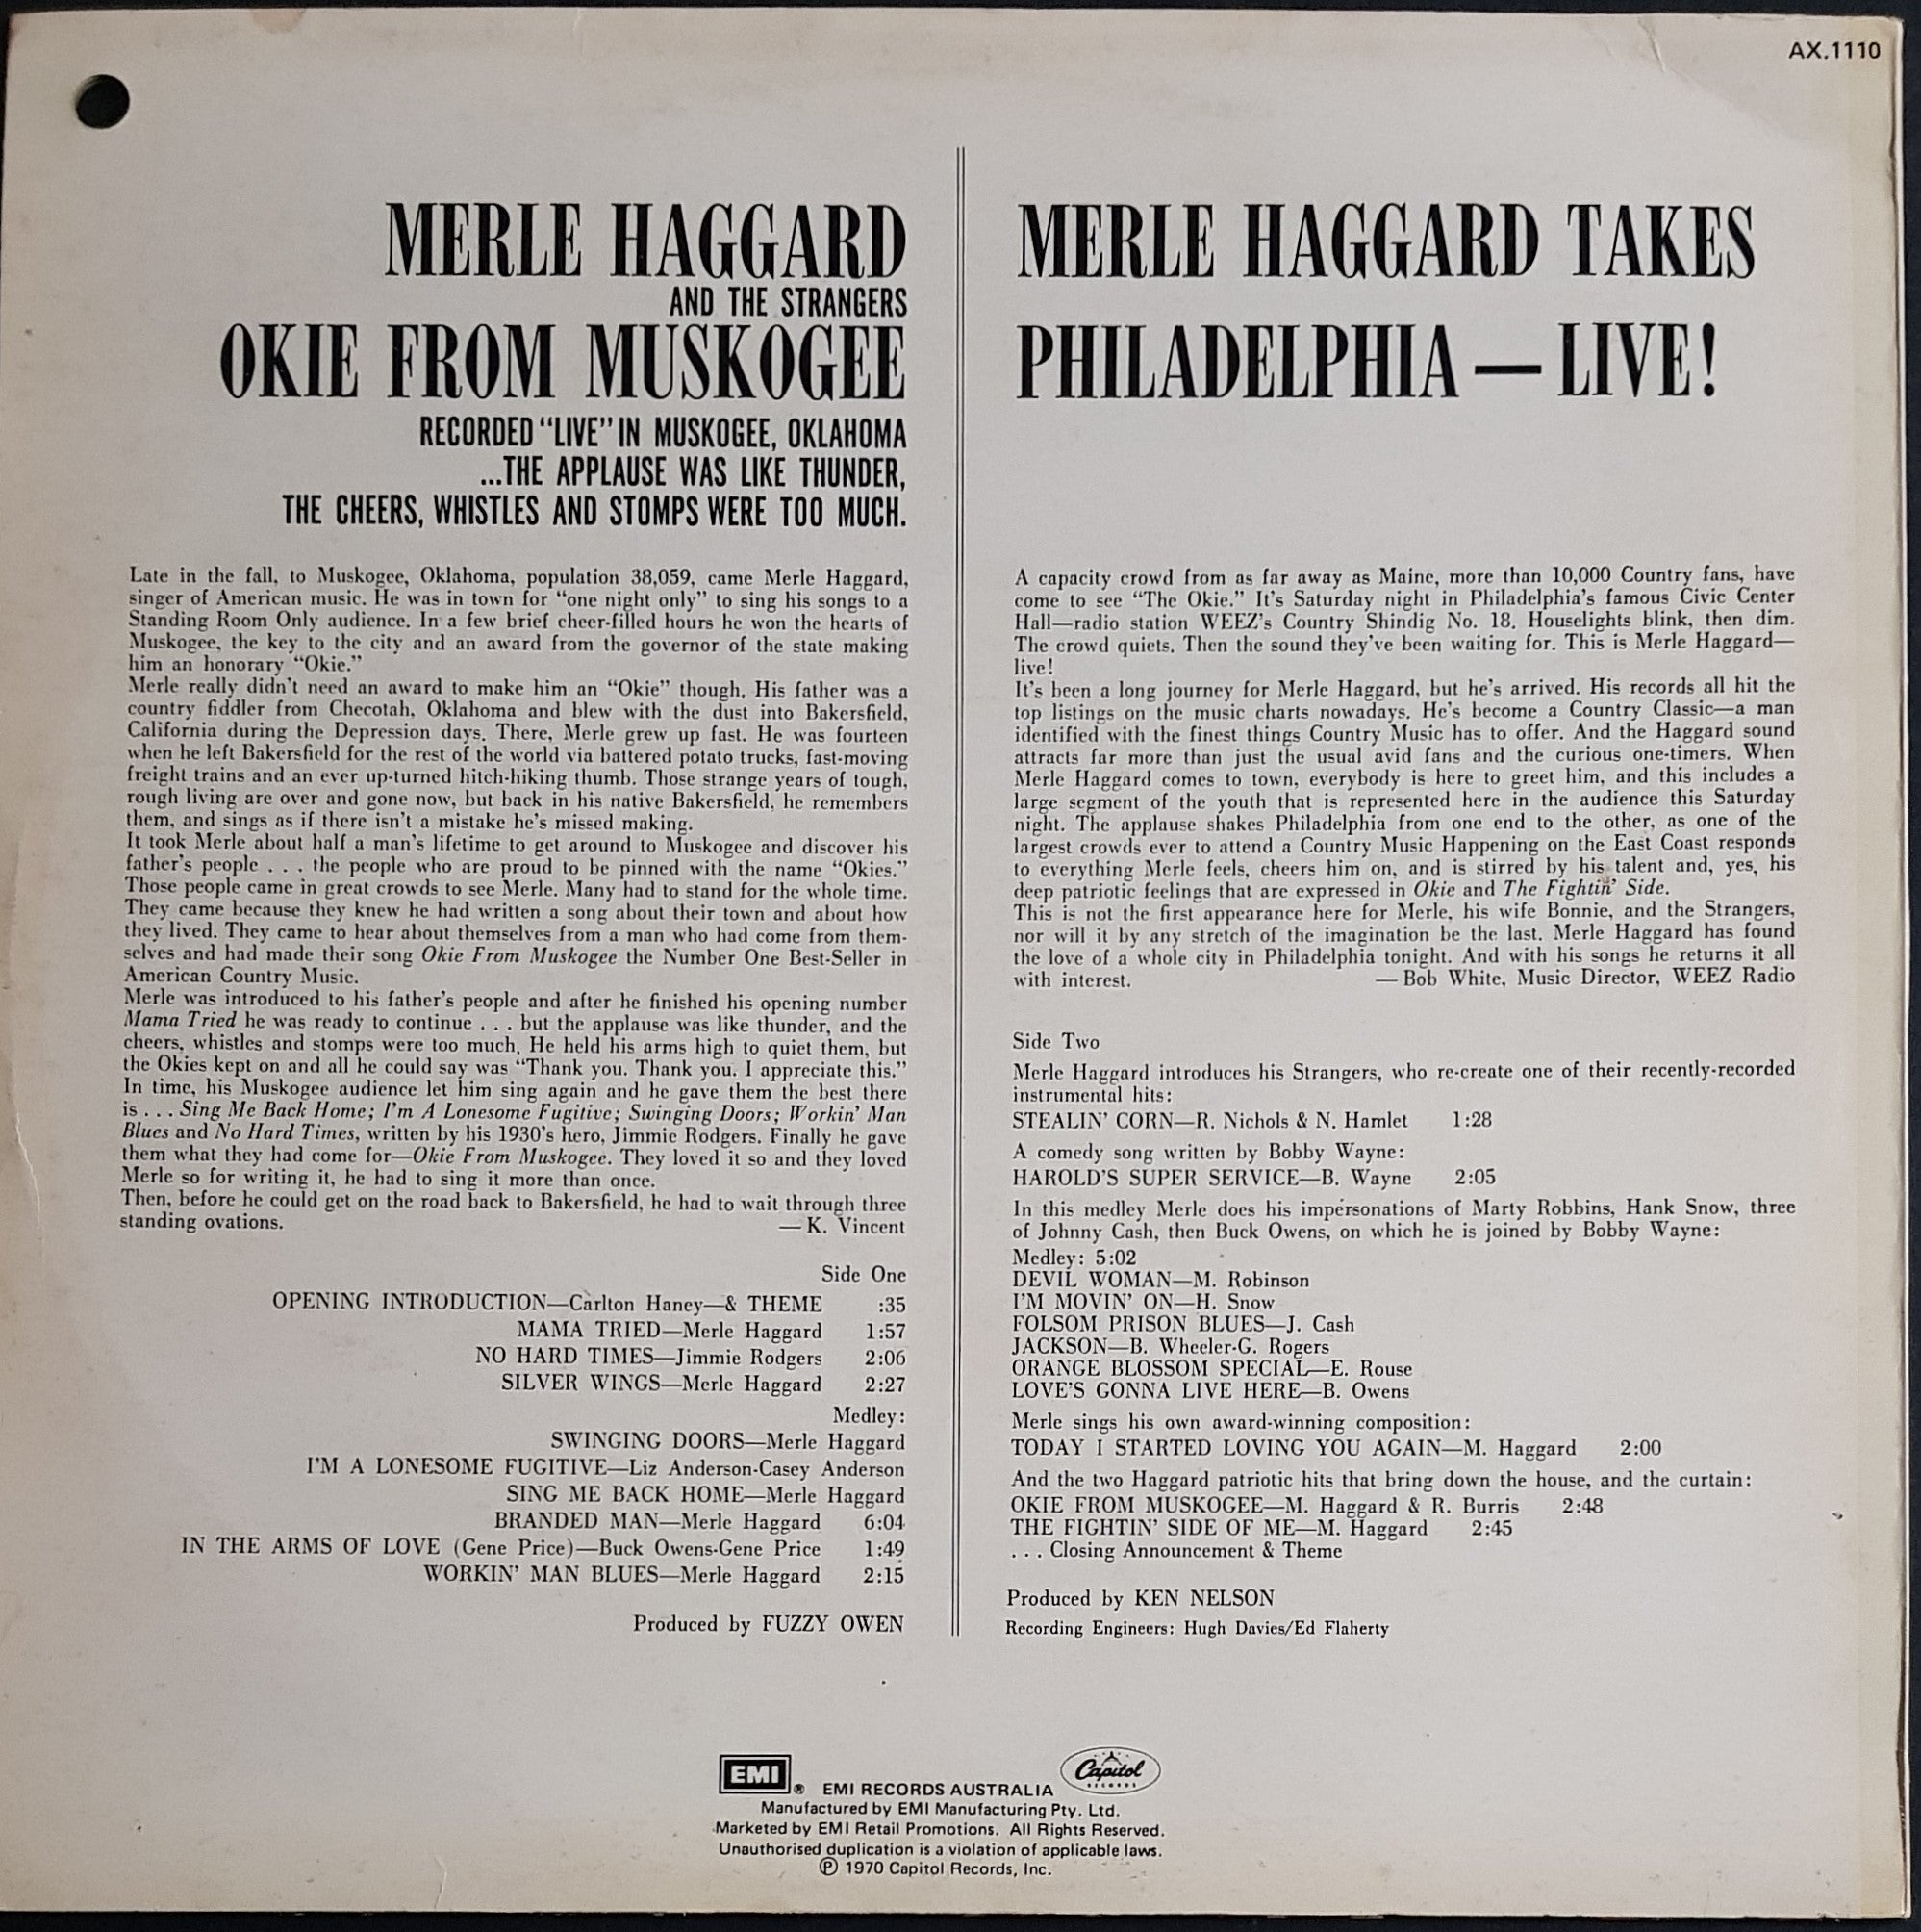 AX.1110
MERLE HAGGARD
AND THE STRANGERS
OKIE FROM MUSKOGEE
RECORDED “LIVE” IN MUSKOGEE, OKLAHOMA
...THE APPLAUSE WAS LIKE THUNDER,
THE CHEERS, WHISTLES AND STOMPS WERE TOO MUCH.
Late in the fall, to Muskogee, Oklahoma, population 38,059, came Merle Haggard,
singer of American music. He was in town for “one night only” to sing his songs to a
Standing Room Only audience. In a few brief cheer-filled hours he won the hearts of
Muskogee, the key to the city and an award from the governor of the state making
him an honorary “Okie.”
Merle really didn’t need an award to make him an “Okie” though. His father was a
country fiddler from Checotah, Oklahoma and blew with the dust into Bakersfield,
California during the Depression days. There, Merle grew up fast. He was fourteen
when he left Bakersfield for the rest of the world via battered potato trucks, fast-moving
freight trains and an ever up-turned hitch-hiking thumb. Those strange years of tough,
rough living are over and gone now, but back in his native Bakersfield, he remembers
them, and sings as if there isn’t a mistake he’s missed making.
It took Merle about half a man’s lifetime to get around to Muskogee and discover his
father’s people . . . the people who are proud to be pinned with the name “Okies.”
Those people came in great crowds to see Merle. Many had to stand for the whole time.
They came because they knew he had written a song about their town and about how
they lived. They came to hear about themselves from a man who had come from them-
selves and had made their song Okie From Muskogee the Number One Best-Seller in
American Country Music.
Merle was introduced to his father’s people and after he finished his opening number
Mama Tried he was ready to continue . . . but the applause was like thunder, and the
cheers, whistles and stomps were too much. He held his arms high to quiet them, but
the Okies kept on and all he could say was “Thank you. Thank you. I appreciate this.”
In time, his Muskogee audience let him sing again and he gave them the best there
is . . . Sing Me Back Home; I’m A Lonesome Fugitive; Swinging Doors; Workin’ Man
Blues and No Hard Times, written by his 1930’s hero, Jimmie Rodgers. Finally he gave
them what they had come for—Okie From Muskogee. They loved it so and they loved
Merle so for writing it, he had to sing it more than once.
Then, before he could get on the road back to Bakersfield, he had to wait through three
standing ovations. — K. Vincent
Side One
OPENING INTRODUCTION—Carlton Haney—& THEME :35
MAMA TRIED—Merle Haggard 1:57
NO HARD TIMES—Jimmie Rodgers 2:06
SILVER WINGS—Merle Haggard 2:27
Medley:
SWINGING DOORS—Merle Haggard
I’M A LONESOME FUGITIVE—Liz Anderson-Casey Anderson
SING ME BACK HOME—Merle Haggard
BRANDED MAN—Merle Haggard 6:04
IN THE ARMS OF LOVE (Gene Price)—Buck Owens-Gene Price 1:49
WORKIN’ MAN BLUES—Merle Haggard 2:15
Produced by FUZZY OWEN
MERLE HAGGARD TAKES
PHILADELPHIA — LIVE!
A capacity crowd from as far away as Maine, more than 10,000 Country fans, have
come to see “The Okie.” It’s Saturday night in Philadelphia’s famous Civic Center
Hall—radio station WEEZ’s Country Shindig No. 18. Houselights blink, then dim.
The crowd quiets. Then the sound they’ve been waiting for. This is Merle Haggard—
live!
It’s been a long journey for Merle Haggard, but he’s arrived. His records all hit the
top listings on the music charts nowadays. He’s become a Country Classic—a man
identified with the finest things Country Music has to offer. And the Haggard sound
attracts far more than just the usual avid fans and the curious one-timers. When
Merle Haggard comes to town, everybody is here to greet him, and this includes a
large segment of the youth that is represented here in the audience this Saturday
night. The applause shakes Philadelphia from one end to the other, as one of the
largest crowds ever to attend a Country Music Happening on the East Coast responds
to everything Merle feels, cheers him on, and is stirred by his talent and, yes, his
deep patriotic feelings that are expressed in Okie and The Fightin’ Side.
This is not the first appearance here for Merle, his wife Bonnie, and the Strangers,
nor will it by any stretch of the imagination be the last. Merle Haggard has found
the love of a whole city in Philadelphia tonight. And with his songs he returns it all
with interest. — Bob White, Music Director, WEEZ Radio
Side Two
Merle Haggard introduces his Strangers, who re-create one of their recently-recorded
instrumental hits:
STEALIN’ CORN—R. Nichols & N. Hamlet 1:28
A comedy song written by Bobby Wayne:
HAROLD’S SUPER SERVICE—B. Wayne 2:05
In this medley Merle does his impersonations of Marty Robbins, Hank Snow, three
of Johnny Cash, then Buck Owens, on which he is joined by Bobby Wayne:
Medley: 5:02
DEVIL WOMAN—M. Robinson
I’M MOVIN’ ON—H. Snow
FOLSOM PRISON BLUES—J. Cash
JACKSON—B. Wheeler-G. Rogers
ORANGE BLOSSOM SPECIAL—E. Rouse
LOVE’S GONNA LIVE HERE—B. Owens
Merle sings his own award-winning composition:
TODAY I STARTED LOVING YOU AGAIN—M. Haggard 2:00
And the two Haggard patriotic hits that bring down the house, and the curtain:
OKIE FROM MUSKOGEE—M. Haggard & R. Burris 2:48
THE FIGHTIN’ SIDE OF ME—M. Haggard 2:45
. . . Closing Announcement & Theme
Produced by KEN NELSON
Recording Engineers: Hugh Davies/Ed Flaherty
EMI ® EMI RECORDS AUSTRALIA Capitol RECORDS
Manufactured by EMI Manufacturing Pty. Ltd.
Marketed by EMI Retail Promotions. All Rights Reserved.
Unauthorised duplication is a violation of applicable laws.
℗ 1970 Capitol Records, Inc.